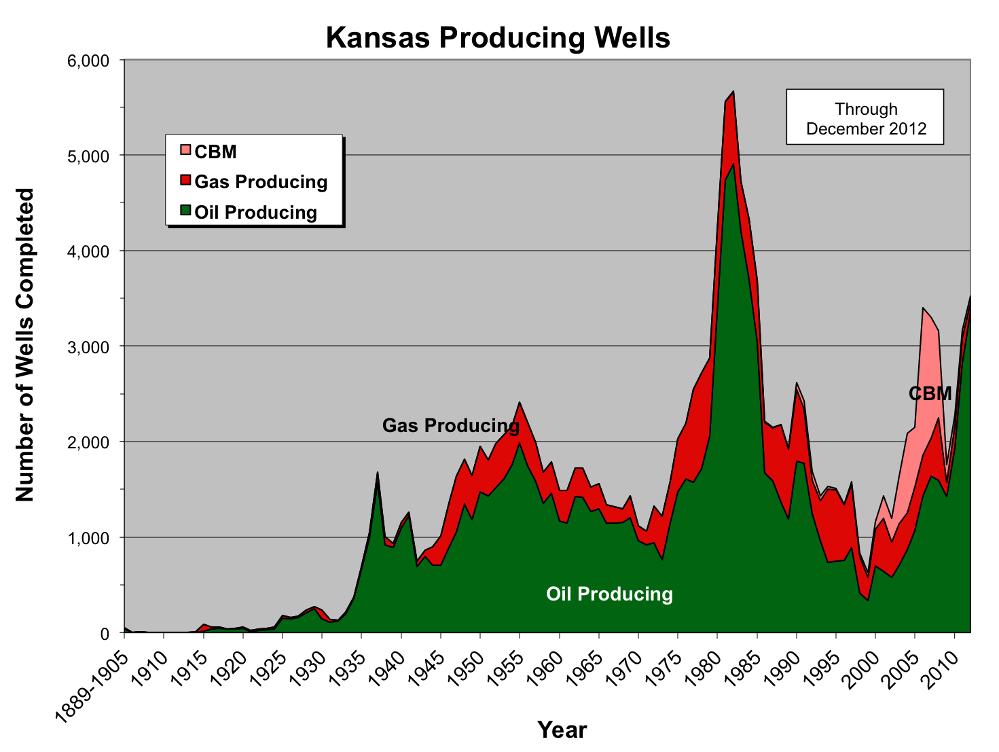 Kansas Producing Wells
6,000
5,000
4,000
3,000
2,000
1,000
0
Number of Wells Completed
Through
December 2012
CBM
Gas Producing
Oil Producing
CBM
Gas Producing
Oil Producing
1889-1905
1910
1915
1920
1925
1930
1935
1940
1945
1950
1955
1960
1965
1970
1975
1980
1985
1990
1995
2000
2005
2010
Year